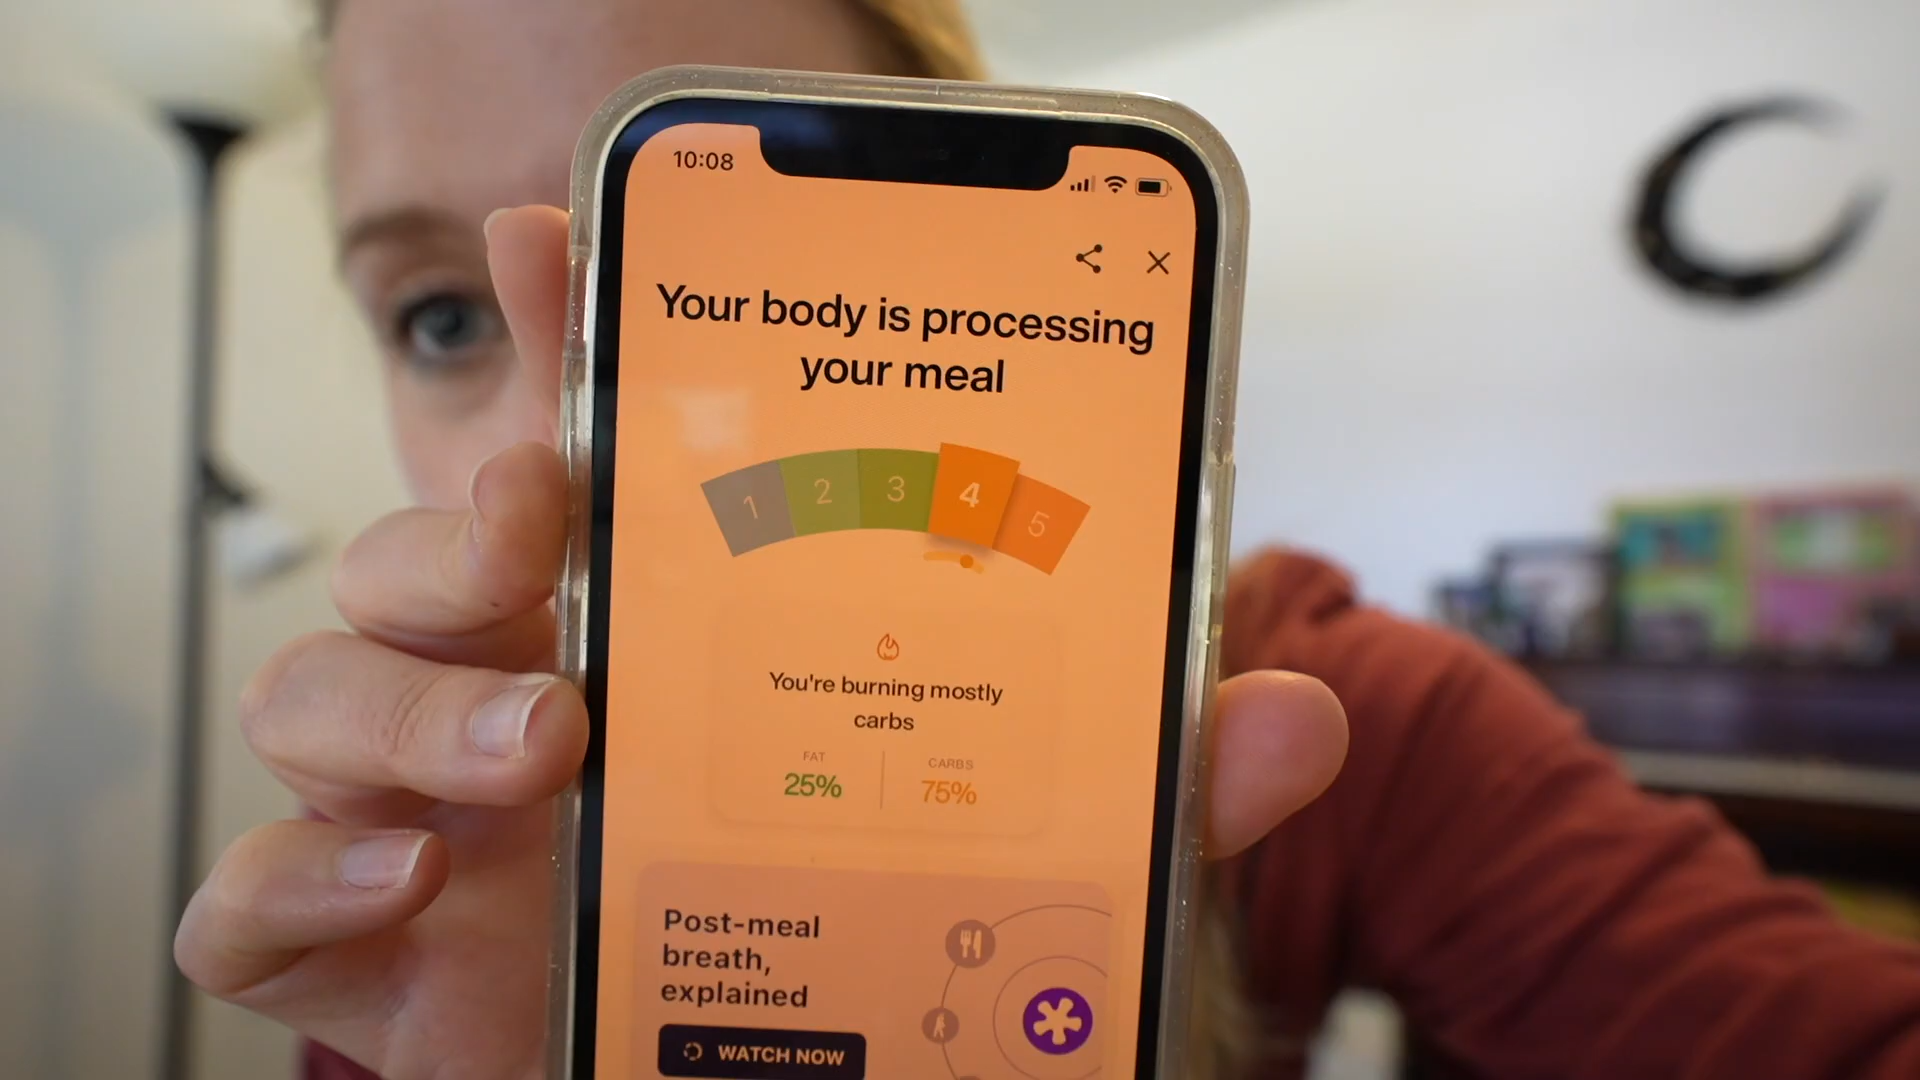 10:08
Your body is processing
your meal
1 2 3 4 5
You're burning mostly
carbs
FAT CARBS
25% 75%
Post-meal
breath,
explained
WATCH NOW